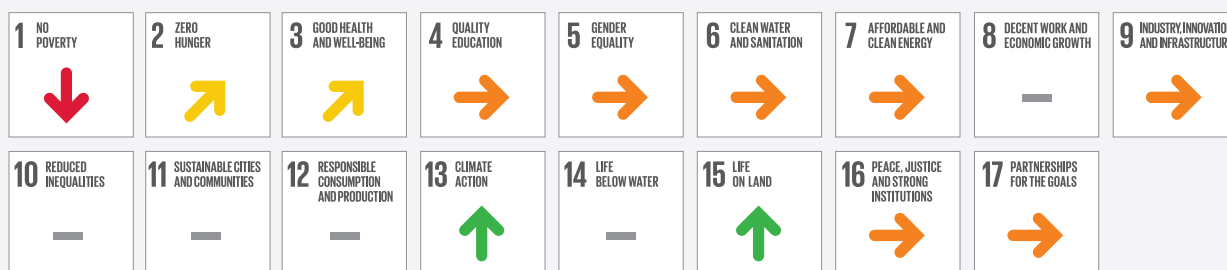 1 NO
POVERTY
2 ZERO
HUNGER
3 GOOD HEALTH
AND WELL-BEING
4 QUALITY
EDUCATION
5 GENDER
EQUALITY
6 CLEAN WATER
AND SANITATION
7 AFFORDABLE AND
CLEAN ENERGY
8 DECENT WORK AND
ECONOMIC GROWTH
9 INDUSTRY, INNOVATIO
AND INFRASTRUCTUR
10 REDUCED
INEQUALITIES
11 SUSTAINABLE CITIES
AND COMMUNITIES
12 RESPONSIBLE
CONSUMPTION
AND PRODUCTION
13 CLIMATE
ACTION
14 LIFE
BELOW WATER
15 LIFE
ON LAND
16 PEACE, JUSTICE
AND STRONG
INSTITUTIONS
17 PARTNERSHIPS
FOR THE GOALS